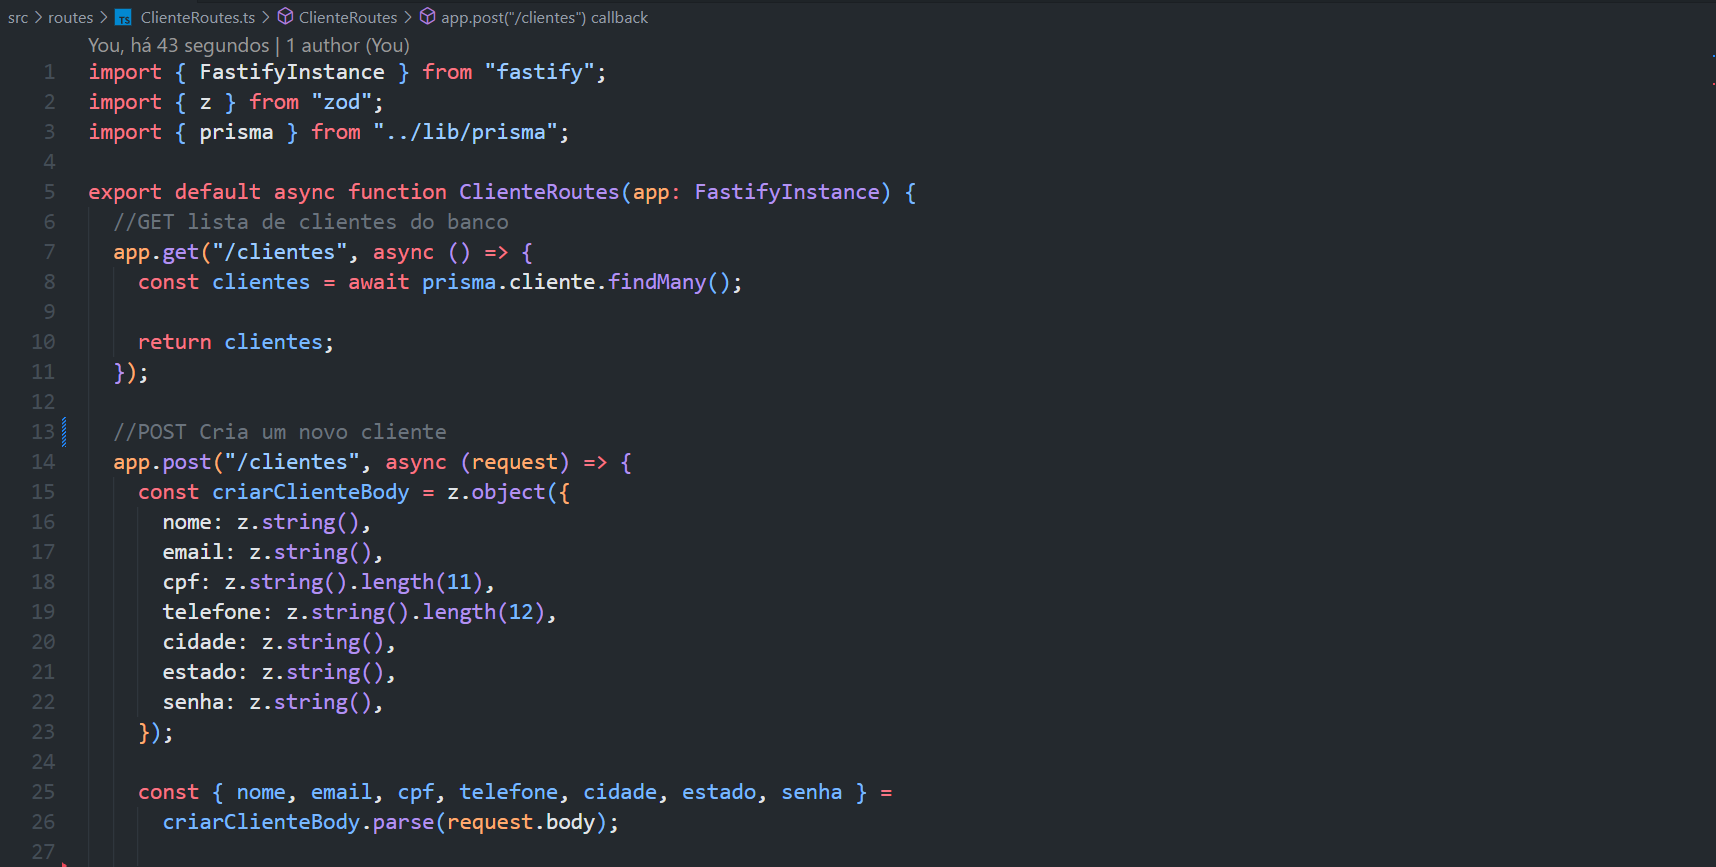 src > routes > TS ClienteRoutes.ts > ClienteRoutes > app.post("/clientes") callback
You, há 43 segundos | 1 author (You)
1 import { FastifyInstance } from "fastify";
2 import { z } from "zod";
3 import { prisma } from "../lib/prisma";
4
5 export default async function ClienteRoutes(app: FastifyInstance) {
6 //GET lista de clientes do banco
7 app.get("/clientes", async () => {
8 const clientes = await prisma.cliente.findMany();
9
10 return clientes;
11 });
12
13 //POST Cria um novo cliente
14 app.post("/clientes", async (request) => {
15 const criarClienteBody = z.object({
16 nome: z.string(),
17 email: z.string(),
18 cpf: z.string().length(11),
19 telefone: z.string().length(12),
20 cidade: z.string(),
21 estado: z.string(),
22 senha: z.string(),
23 });
24
25 const { nome, email, cpf, telefone, cidade, estado, senha } =
26 criarClienteBody.parse(request.body);
27